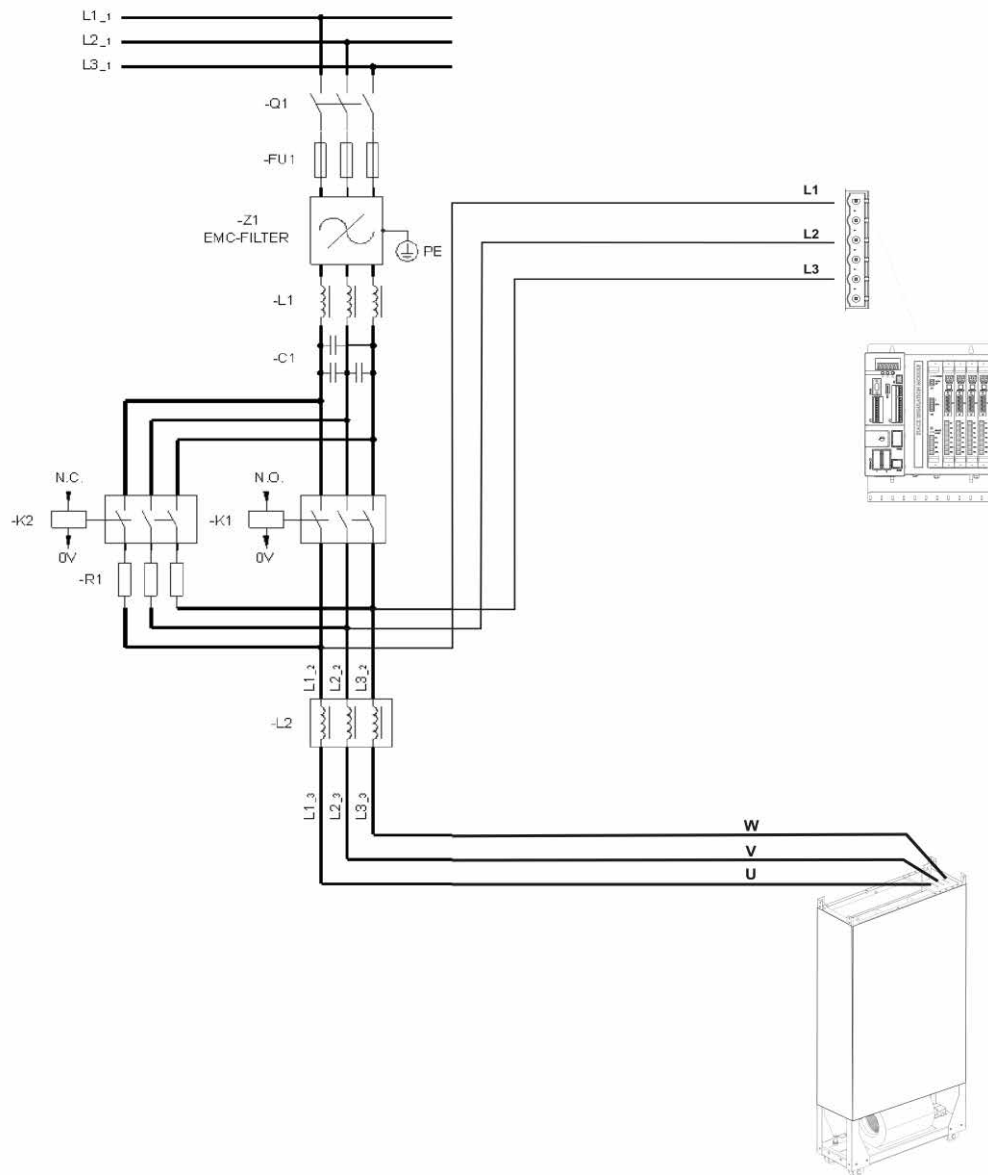 L1_1
L2_1
L3_1
-Q1
-FU1
L1
-Z1
EMC-FILTER
L2
PE
L3
-L1
-C1
N.C.
N.O.
-K2
-K1
0V
0V
-R1
L1_2
L2_2
L3_2
-L2
L1_3
L2_3
L3_3
W
V
U